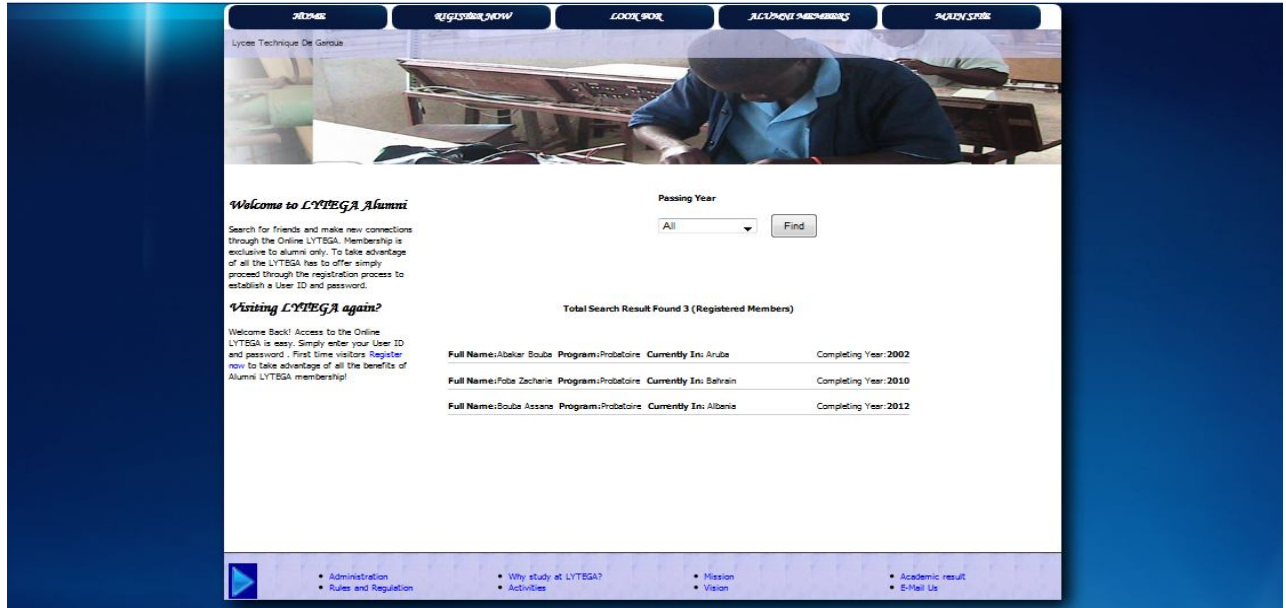 HOME
REGISTER NOW
LOOK FOR
ALUMNI MEMBERS
MAIN SITE
Lycee Technique De Garoua
Welcome to LYTEGA Alumni
Search for friends and make new connections
through the Online LYTEGA. Membership is
exclusive to alumni only. To take advantage
of all the LYTEGA has to offer simply
proceed through the registration process to
establish a User ID and password.
Visiting LYTEGA again?
Welcome Back! Access to the Online
LYTEGA is easy. Simply enter your User ID
and password . First time visitors Register
now to take advantage of all the benefits of
Alumni LYTEGA membership!
Passing Year
All
Find
Total Search Result Found 3 (Registered Members)
Full Name:Abakar Bouba Program:Probatoire Currently In: Aruba Completing Year:2002
Full Name:Foba Zacharie Program:Probatoire Currently In: Bahrain Completing Year:2010
Full Name:Bouba Assana Program:Probatoire Currently In: Albania Completing Year:2012
Administration
Rules and Regulation
Why study at LYTEGA?
Activities
Mission
Vision
Academic result
E-Mail Us